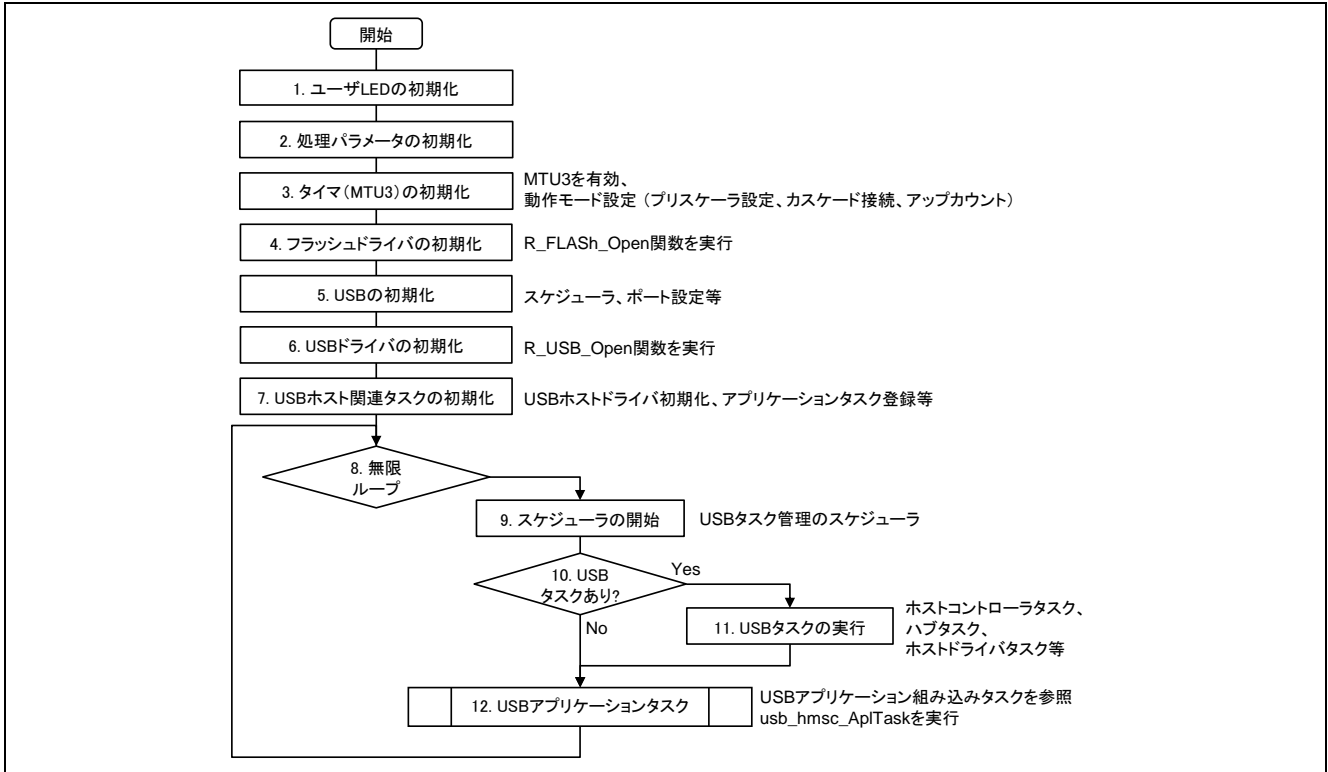 開始
1. ユーザLEDの初期化
2. 処理パラメータの初期化
3. タイマ（MTU3）の初期化
MTU3を有効、
動作モード設定（プリスケーラ設定、カスケード接続、アップカウント）
4. フラッシュドライバの初期化
R_FLASh_Open関数を実行
5. USBの初期化
スケジューラ、ポート設定等
6. USBドライバの初期化
R_USB_Open関数を実行
7. USBホスト関連タスクの初期化
USBホストドライバ初期化、アプリケーションタスク登録等
8. 無限
ループ
9. スケジューラの開始
USBタスク管理のスケジューラ
10. USB
タスクあり?
Yes
No
11. USBタスクの実行
ホストコントローラタスク、
ハブタスク、
ホストドライバタスク等
12. USBアプリケーションタスク
USBアプリケーション組み込みタスクを参照
usb_hmsc_AplTaskを実行